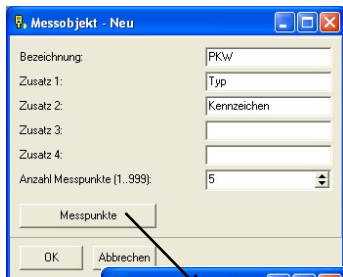 Messobjekt - Neu
Bezeichnung: PKW
Zusatz 1: Typ
Zusatz 2: Kennzeichen
Zusatz 3:
Zusatz 4:
Anzahl Messpunkte (1..999): 5
Messpunkte
OK Abbrechen